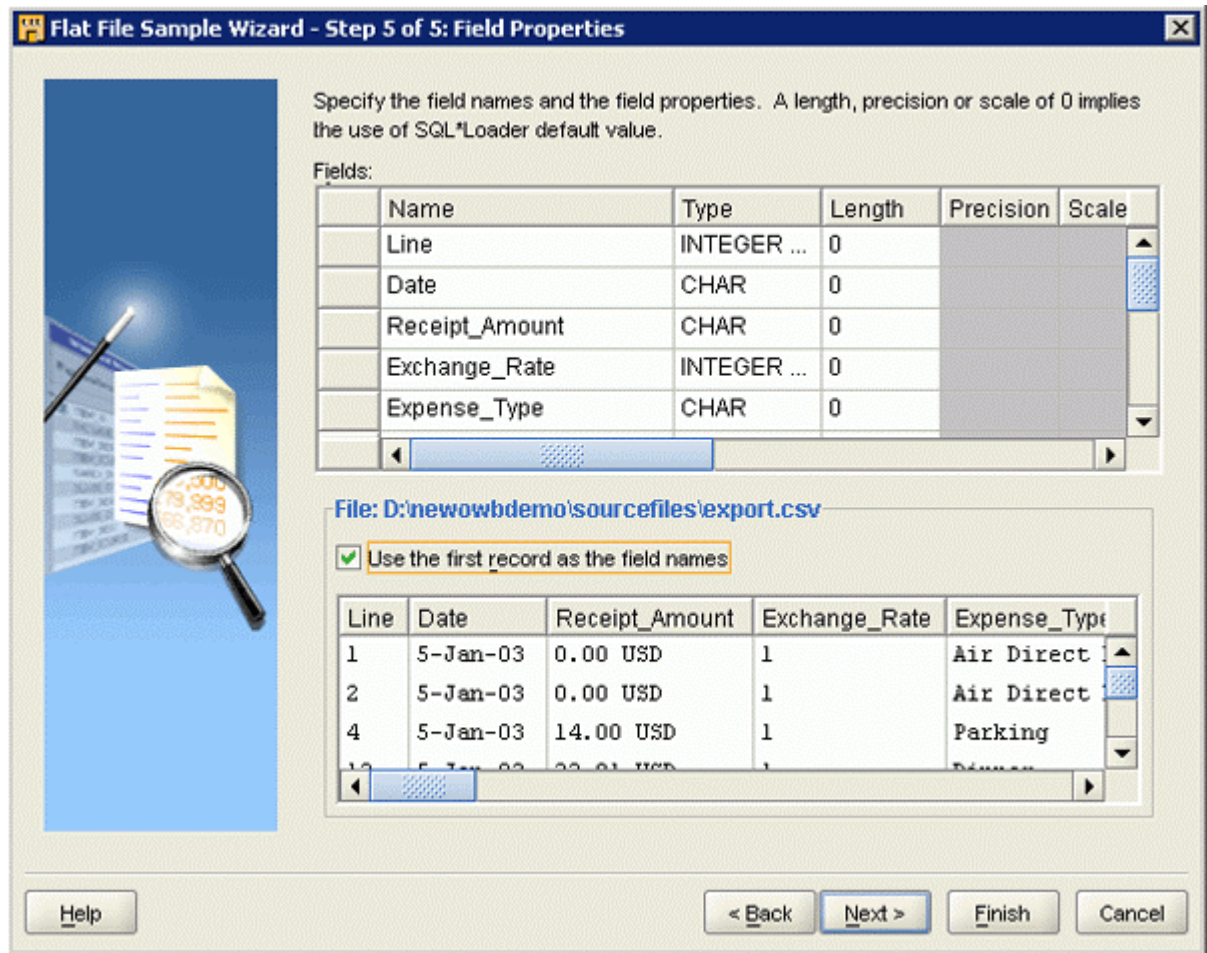 Flat File Sample Wizard - Step 5 of 5: Field Properties
Specify the field names and the field properties. A length, precision or scale of 0 implies
the use of SQL*Loader default value.
Fields:
Name Type Length Precision Scale
Line INTEGER ... 0
Date CHAR 0
Receipt_Amount CHAR 0
Exchange_Rate INTEGER ... 0
Expense_Type CHAR 0
File: D:\newowbdemo\sourcefiles\export.csv
Use the first record as the field names
Line Date Receipt_Amount Exchange_Rate Expense_Type
1 5-Jan-03 0.00 USD 1 Air Direct
2 5-Jan-03 0.00 USD 1 Air Direct
4 5-Jan-03 14.00 USD 1 Parking
Help < Back Next > Finish Cancel